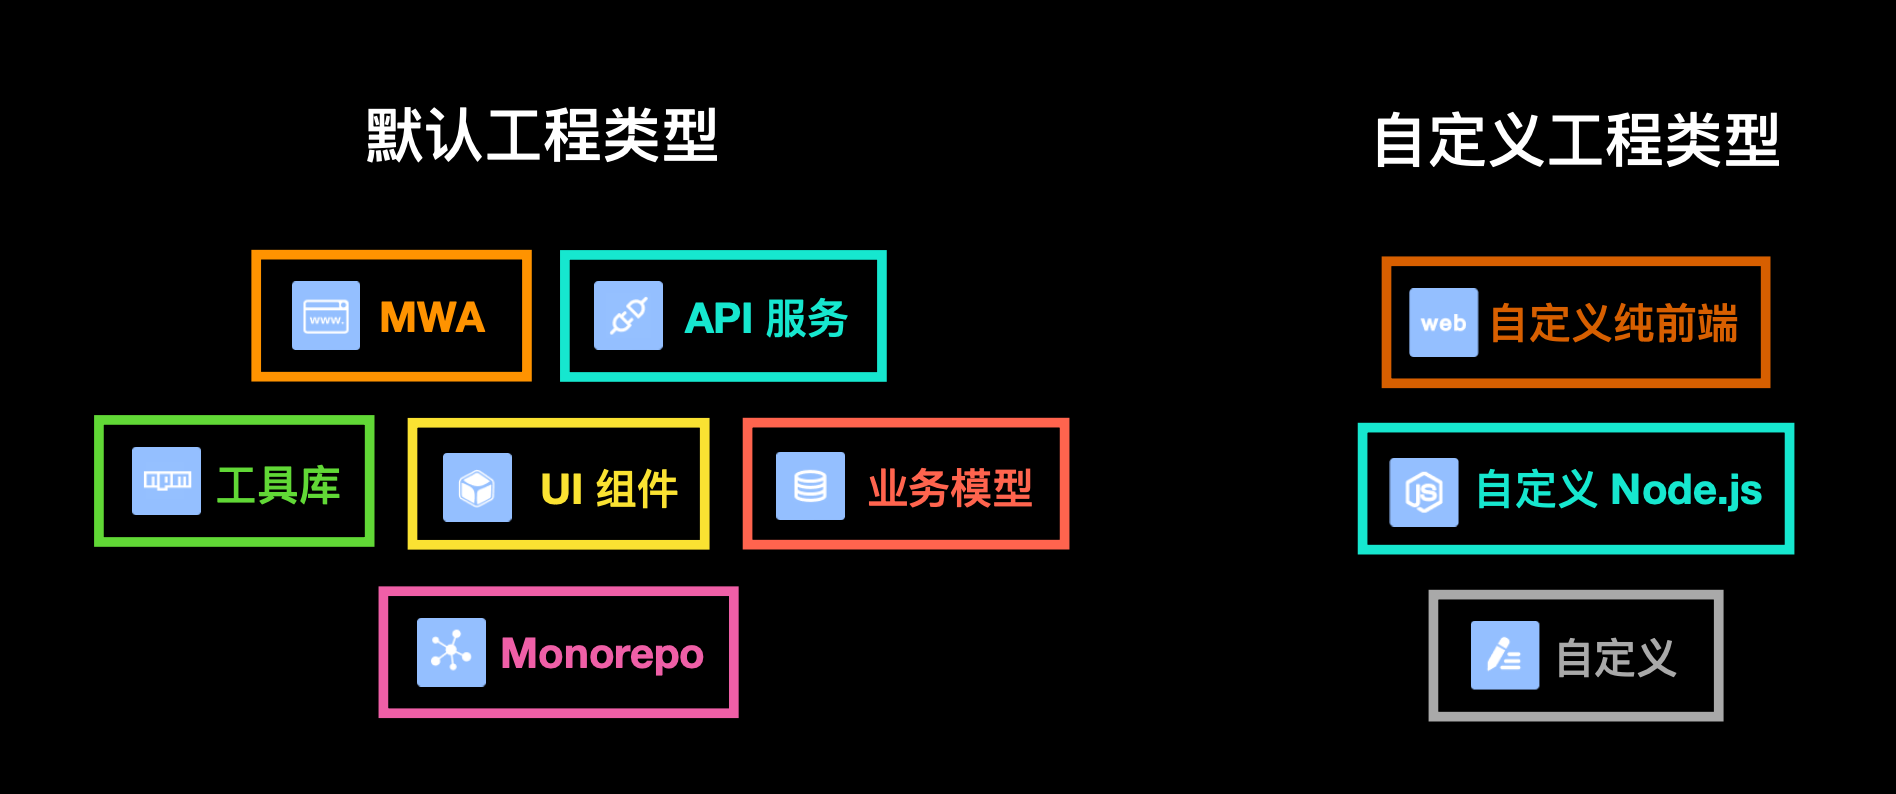 默认工程类型
自定义工程类型
www.
MWA
API 服务
web
自定义纯前端
npm
工具库
UI 组件
业务模型
JS
自定义 Node.js
Monorepo
自定义